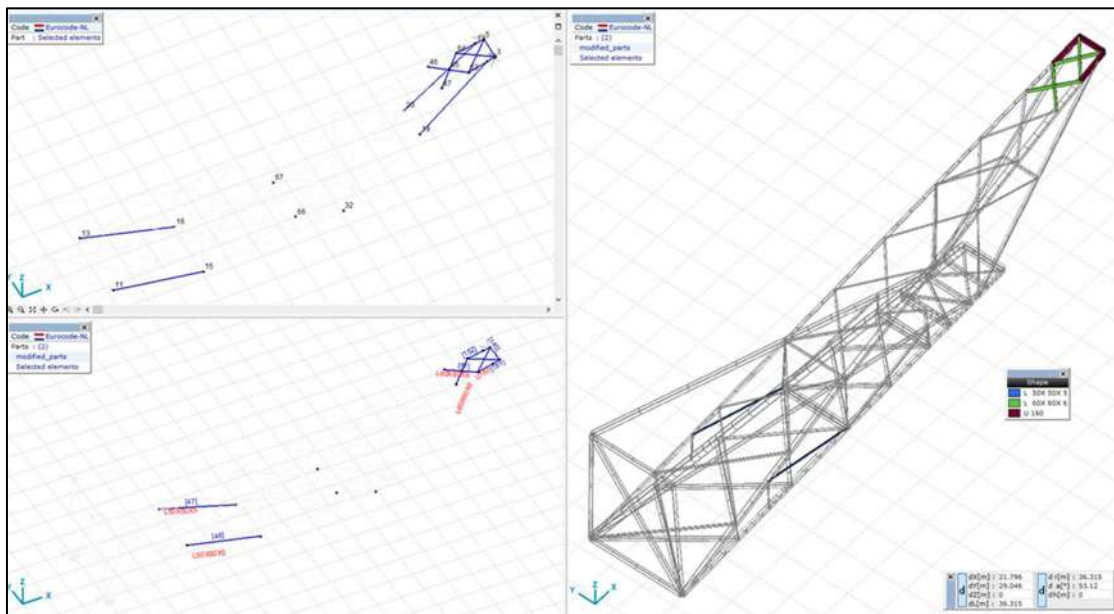 Code Eurocode-NL
Part : Selected elements
3
46
47
67
66
32
13
16
11
15
Y Z X
Code Eurocode-NL
Parts : (2)
modified_parts
Selected elements
[47]
[48]
Y Z X
Code Eurocode-NL
Parts : (2)
modified_parts
Selected elements
Shape
L 50X 50X 5
L 60X 60X 6
U 160
Y Z X
d
dX[m] : 21.796
dY[m] : 29.046
dZ[m] : 0
dL[m] : 36.315
d
d r[m] : 36.315
d a[°] : 53.12
dh[m] : 0